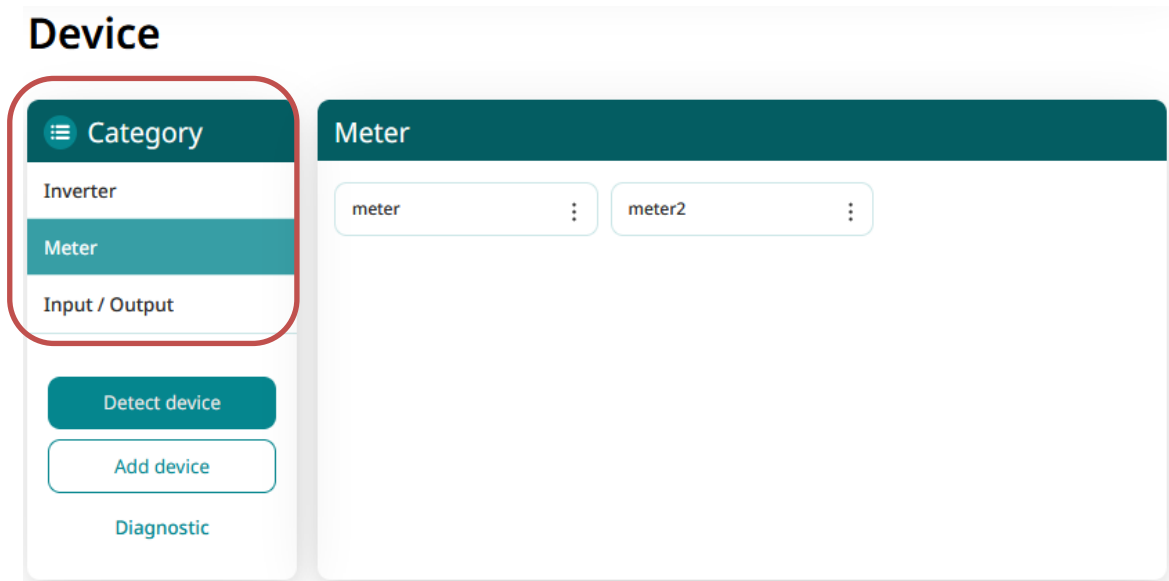 Device
Category
Inverter
Meter
Input / Output
Detect device
Add device
Diagnostic
Meter
meter
meter2